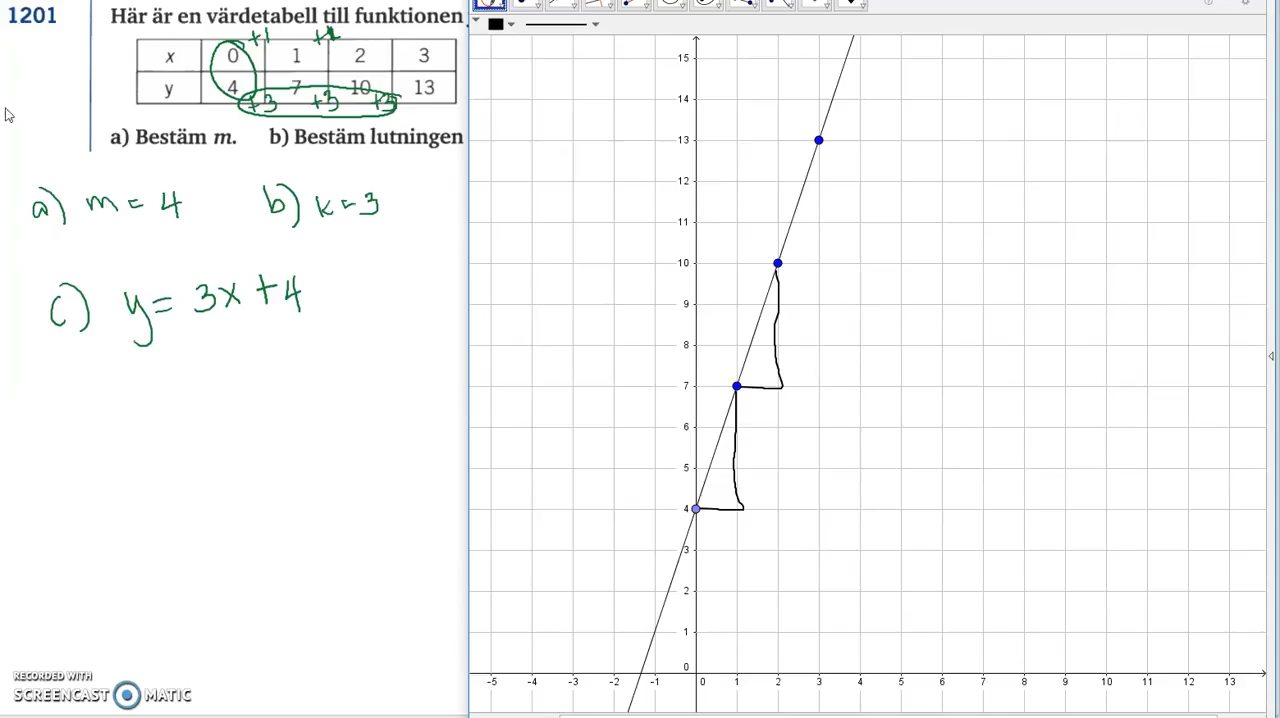 1201 Här är en värdetabell till funktionen
+1 +1
x 0 1 2 3
y 4 7 10 13
+3 +3 +3
a) Bestäm m. b) Bestäm lutningen
a) m = 4 b) k = 3
c) y = 3x + 4
15
14
13
12
11
10
9
8
7
6
5
4
3
2
1
0
-5 -4 -3 -2 -1 0 1 2 3 4 5 6 7 8 9 10 11 12 13
RECORDED WITH
SCREENCAST MATIC